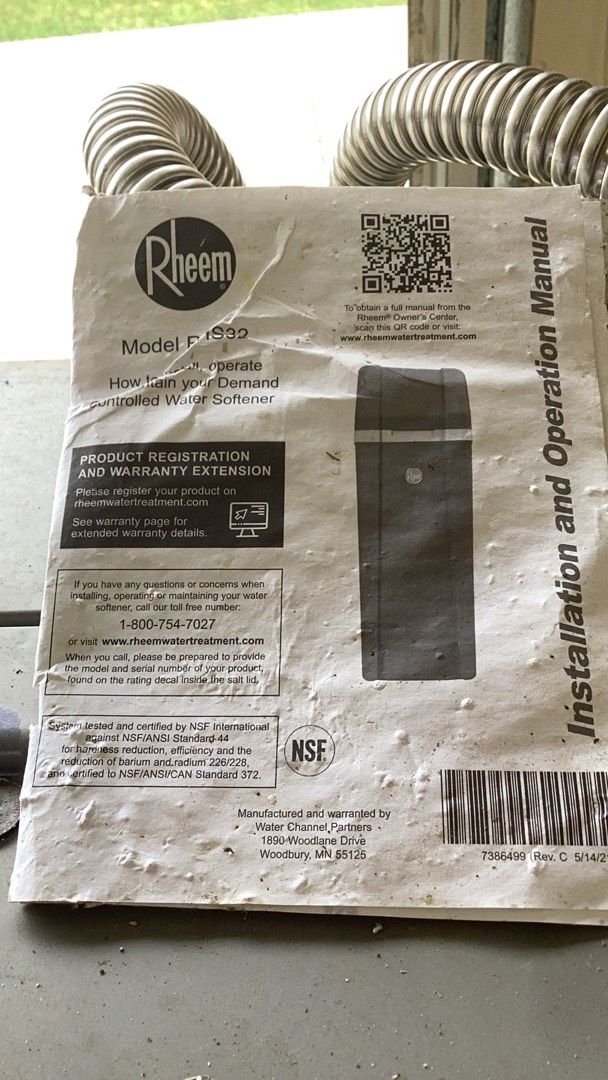 Rheem
Model
operate
How your Demand
Water Softener
PRODUCT REGISTRATION
AND WARRANTY EXTENSION
Please register your product on
rheemwatertreatment.com
See warranty page for
extended warranty details.
If you have any questions or concerns when
installing, operating or maintaining your water
softener, call our toll free number:
1-800-754-7027
or visit www.rheemwatertreatment.com
When you call, please be prepared to provide
the model and serial number of your product,
found on the rating decal inside the salt lid.
System tested and certified by NSF International
against NSF/ANSI Standard 44
for hardness reduction, efficiency and the
reduction of barium and radium 226/228,
and certified to NSF/ANSI/CAN Standard 372.
NSF
To obtain a full manual from the
Rheem® Owner's Center,
scan this QR code or visit:
www.rheemwatertreatment.com
Installation and Operation Manual
Manufactured and warranted by
Water Channel Partners
1890 Woodlane Drive
Woodbury, MN 55125
7386499 (Rev. C 5/14/2